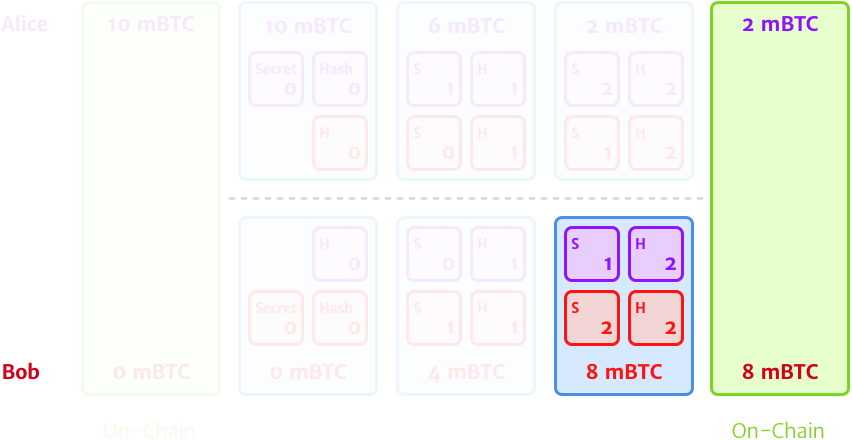 Alice
10 mBTC
10 mBTC
6 mBTC
2 mBTC
2 mBTC
Secret
0
Hash
0
S
1
H
1
S
2
H
2
H
0
S
0
H
1
S
1
H
2
H
0
S
0
H
1
S
1
H
2
Secret
0
Hash
0
S
1
H
1
S
2
H
2
Bob
0 mBTC
0 mBTC
4 mBTC
8 mBTC
8 mBTC
On-Chain
On-Chain